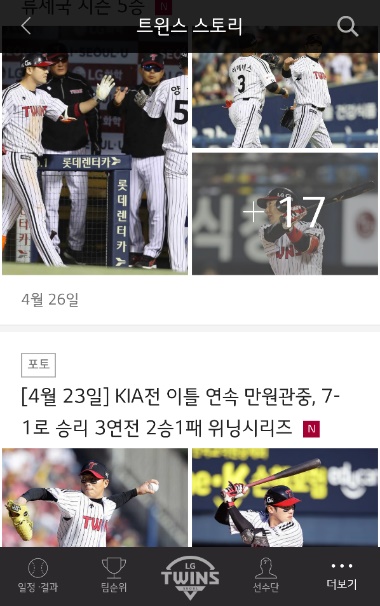 류제국 시즌 5승 N
트윈스 스토리
LG
TWINS
3
TWINS
양
5
롯데렌터카
롯데렌터카
+ 17
4월 26일
포토
[4월 23일] KIA전 이틀 연속 만원관중, 7-
1로 승리 3연전 2승1패 위닝시리즈 N
TWINS
일정·결과
팀순위
LG
TWINS
선수단
더보기